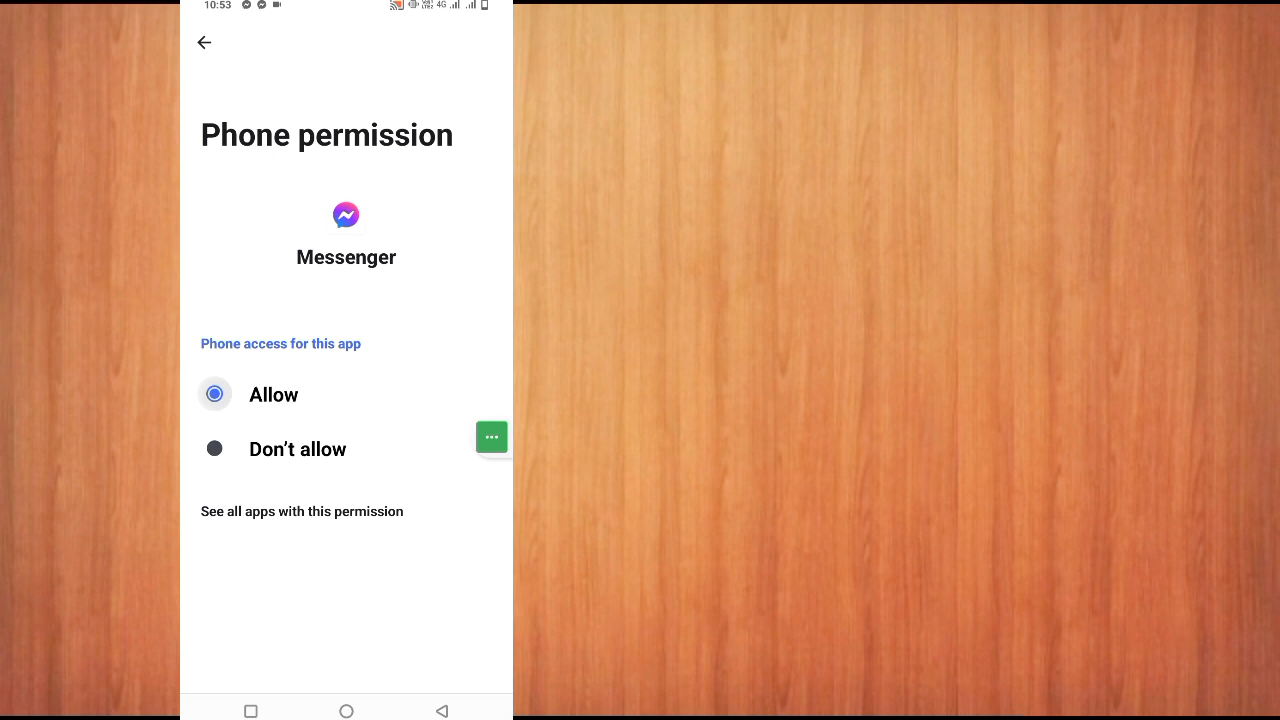 10:53 4G
Phone permission
Messenger
Phone access for this app
Allow
Don’t allow
See all apps with this permission